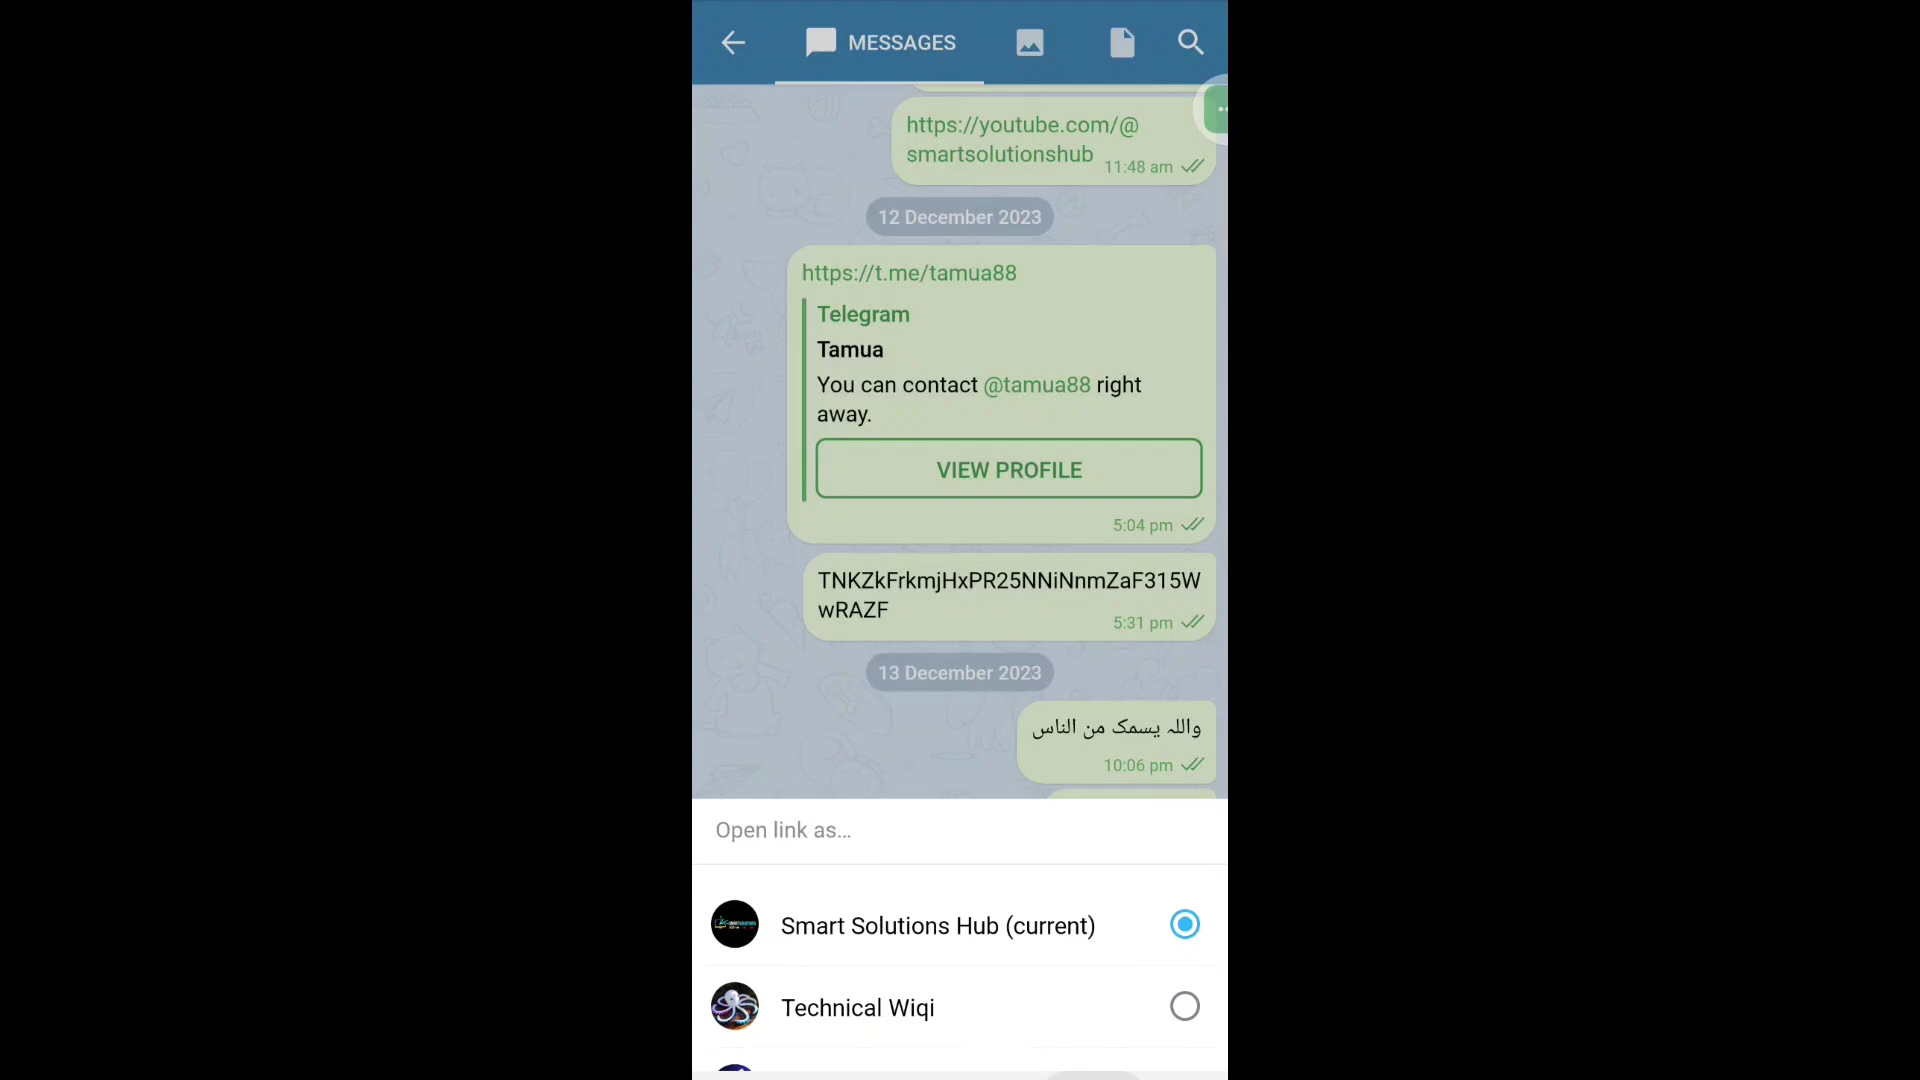 MESSAGES
https://youtube.com/@
smartsolutionshub
11:48 am
12 December 2023
https://t.me/tamua88
Telegram
Tamua
You can contact @tamua88 right
away.
VIEW PROFILE
5:04 pm
TNKZkFrkmjHxPR25NNiNnmZaF315W
wRAZF
5:31 pm
13 December 2023
واللہ یسمک من الناس
10:06 pm
Open link as...
Smart Solutions Hub (current)
Technical Wiqi